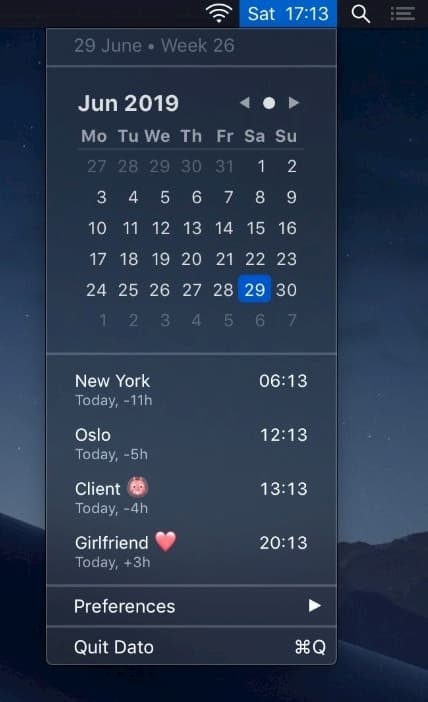 Sat 17:13
29 June • Week 26
Jun 2019
Mo Tu We Th Fr Sa Su
27 28 29 30 31 1 2
3 4 5 6 7 8 9
10 11 12 13 14 15 16
17 18 19 20 21 22 23
24 25 26 27 28 29 30
1 2 3 4 5 6 7
New York 06:13
Today, -11h
Oslo 12:13
Today, -5h
Client 👹 13:13
Today, -4h
Girlfriend ❤️ 20:13
Today, +3h
Preferences ▶
Quit Dato ⌘Q